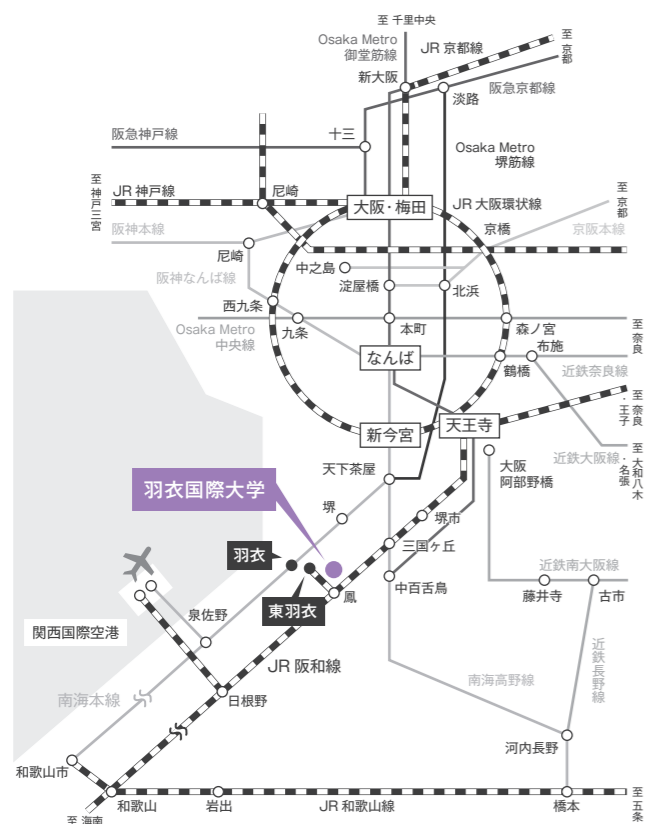 至 千里中央
Osaka Metro
御堂筋線
JR 京都線
至 京都
新大阪
阪急京都線
淡路
阪急神戸線
十三
Osaka Metro
堺筋線
至 神戸三宮
JR 神戸線
尼崎
大阪・梅田
JR 大阪環状線
至 京都
阪神本線
京橋
京阪本線
尼崎
中之島
阪神なんば線
淀屋橋
北浜
西九条
Osaka Metro
中央線
九条
本町
森ノ宮
至 奈良
布施
なんば
鶴橋
近鉄奈良線
至 奈良・王子
天王寺
新今宮
近鉄大阪線
至 大和八木・名張
天下茶屋
大阪
阿部野橋
羽衣国際大学
堺
堺市
羽衣
三国ヶ丘
近鉄南大阪線
中百舌鳥
東羽衣
鳳
藤井寺
古市
泉佐野
関西国際空港
JR 阪和線
近鉄長野線
南海本線
日根野
南海高野線
河内長野
和歌山市
和歌山
岩出
JR 和歌山線
橋本
至 五条
至 海南